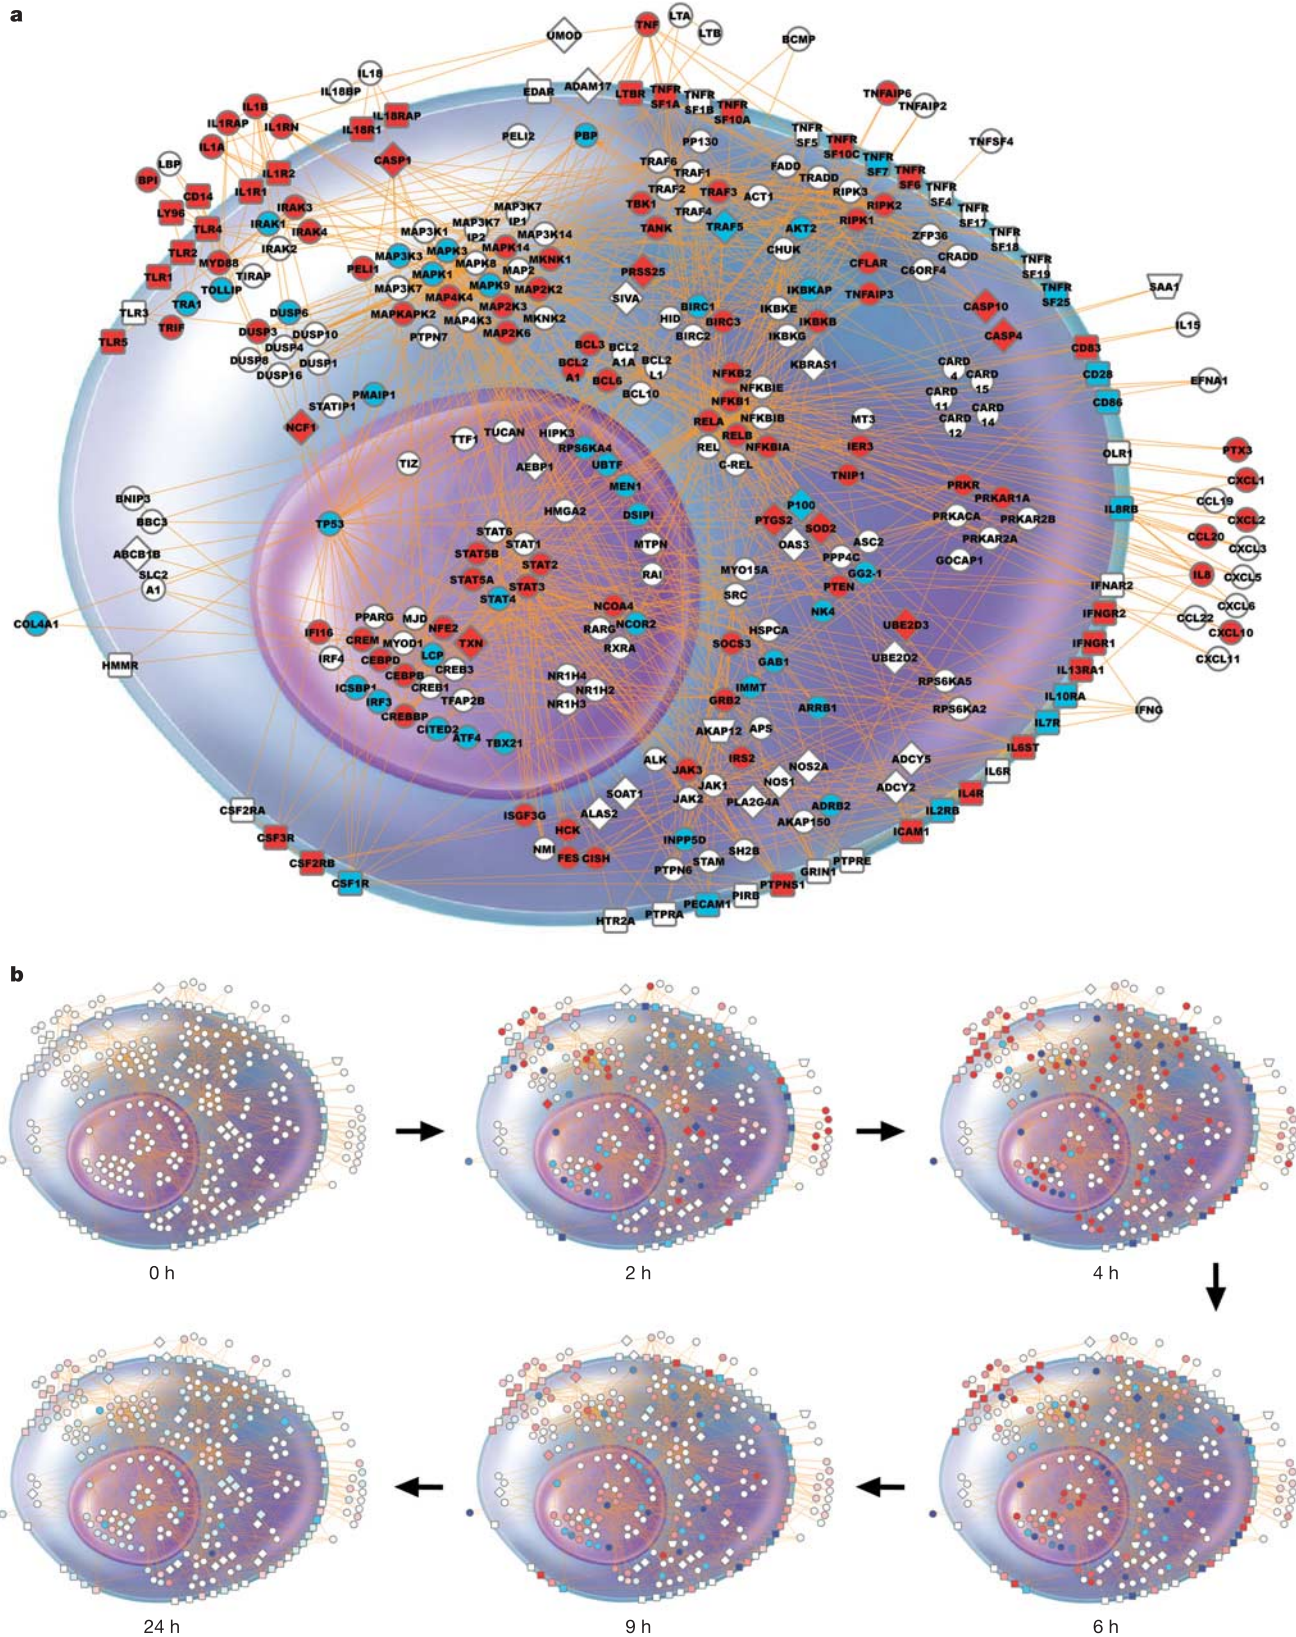 a
UMOD
TNF
LTA
LTB
BCMP
IL18
IL18BP
EDAR
ADAM17
LTBR
TNFR
SF1A
TNFR
SF1B
TNFR
SF10A
TNFAIP6
TNFAIP2
IL1B
IL1RAP
IL1RN
IL18RAP
IL18R1
PELI2
PBP
PP130
TNFR
SF5
TNFR
SF10C
TNFSF4
IL1A
LBP
CASP1
TRAF6
TRAF1
FADD
TRADD
TNFR
SF7
TNFR
SF6
BPI
CD14
IL1R2
IL1R1
TRAF2
TRAF3
ACT1
RIPK3
RIPK2
TNFR
SF4
LY96
IRAK3
TBK1
TRAF4
RIPK1
TNFR
SF17
TLR4
IRAK1
IRAK4
MAP3K7
IP1
MAP3K7
IP2
MAP3K1
MAP3K14
TANK
TRAF5
AKT2
ZFP36
TNFR
SF18
TLR2
IRAK2
MAP3K3
MAPK3
MAPK14
CHUK
CRADD
TNFR
SF19
MYD88
TIRAP
PELI1
MAPK8
MKNK1
CFLAR
C6ORF4
TLR1
TOLLIP
MAPK1
MAP2
PRSS25
TNFR
SF25
SAA1
TRA1
MAP3K7
MAPK9
MAP2K2
SIVA
IKBKAP
TNFAIP3
TLR3
DUSP6
MAP4K4
MAP2K3
BIRC1
IKBKE
CASP10
TRIF
DUSP3
MAPKAPK2
MAP4K3
MKNK2
HID
BIRC3
IKBKB
IL15
TLR5
DUSP10
DUSP4
PTPN7
MAP2K6
BIRC2
IKBKG
CASP4
CD83
DUSP8
DUSP1
BCL3
BCL2
A1A
DUSP16
BCL2
A1
BCL2
L1
KBRAS1
CARD
4
CARD
15
CD28
EFNA1
PMAIP1
BCL6
NFKB2
NFKBIE
STATIP1
BCL10
NFKB1
CARD
11
CARD
14
CD86
NCF1
RELA
NFKBIB
MT3
CARD
12
TTF1
TUCAN
HIPK3
RELB
RPS6KA4
REL
NFKBIA
IER3
OLR1
PTX3
TIZ
AEBP1
UBTF
C-REL
TNIP1
MEN1
PRKR
PRKAR1A
CXCL1
BNIP3
HMGA2
DSIPI
P100
PRKACA
PRKAR2B
IL8RB
CCL19
BBC3
TP53
PTGS2
SOD2
CXCL2
STAT6
STAT1
MTPN
OAS3
ASC2
PRKAR2A
CCL20
CXCL3
ABCB1B
STAT5B
STAT2
PPP4C
GOCAP1
SLC2
A1
STAT5A
STAT3
RAI
MYO15A
GG2-1
IL8
CXCL5
STAT4
SRC
PTEN
IFNAR2
COL4A1
PPARG
MJD
NCOA4
NK4
IFNGR2
CXCL6
CCL22
IFI16
NFE2
RARG
NCOR2
HSPCA
UBE2D3
CXCL10
CREM
MYOD1
TXN
RXRA
SOCS3
IFNGR1
HMMR
IRF4
CEBPD
LCP
UBE2D2
CXCL11
CEBPB
CREB3
NR1H4
GAB1
IL13RA1
ICSBP1
CREB1
NR1H2
IMMT
RPS6KA5
IL10RA
IRF3
TFAP2B
NR1H3
GRB2
ARRB1
RPS6KA2
IFNG
CREBBP
IL7R
CITED2
ATF4
TBX21
AKAP12
APS
IL6ST
ALK
IRS2
NOS2A
ADCY5
JAK3
IL6R
CSF2RA
SOAT1
JAK1
NOS1
ADCY2
IL4R
JAK2
PLA2G4A
ADRB2
IL2RB
ISGF3G
ALAS2
AKAP150
CSF3R
HCK
INPP5D
ICAM1
NMI
FES
CISH
STAM
SH2B
CSF2RB
PTPN6
GRIN1
PTPRE
CSF1R
PTPNS1
PIRB
PECAM1
HTR2A
PTPRA
b
0 h
2 h
4 h
24 h
9 h
6 h